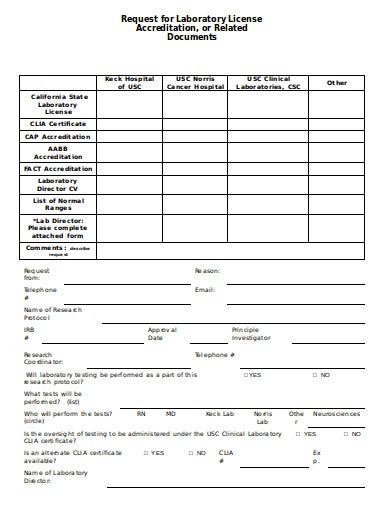 Request for Laboratory License
Accreditation, or Related
Documents
Keck Hospital of USC
USC Norris Cancer Hospital
USC Clinical Laboratories, CSC
Other
California State Laboratory License
CLIA Certificate
CAP Accreditation
AABB Accreditation
FACT Accreditation
Laboratory Director CV
List of Normal Ranges
*Lab Director: Please complete attached form
Comments: describe request
Request from: Reason:
Telephone # Email:
Name of Research Protocol
IRB # Approval Date Principle Investigator
Research Coordinator: Telephone #
Will laboratory testing be performed as a part of this research protocol? □YES □ NO
What tests will be performed? (list)
Who will perform the tests? (circle) RN MD Keck Lab Norris Lab Other Neurosciences
Is the oversight of testing to be administered under the USC Clinical Laboratory CLIA certificate? □ YES □ NO
Is an alternate CLIA certificate available? □ YES □ NO CLIA # Exp.:
Name of Laboratory Director: